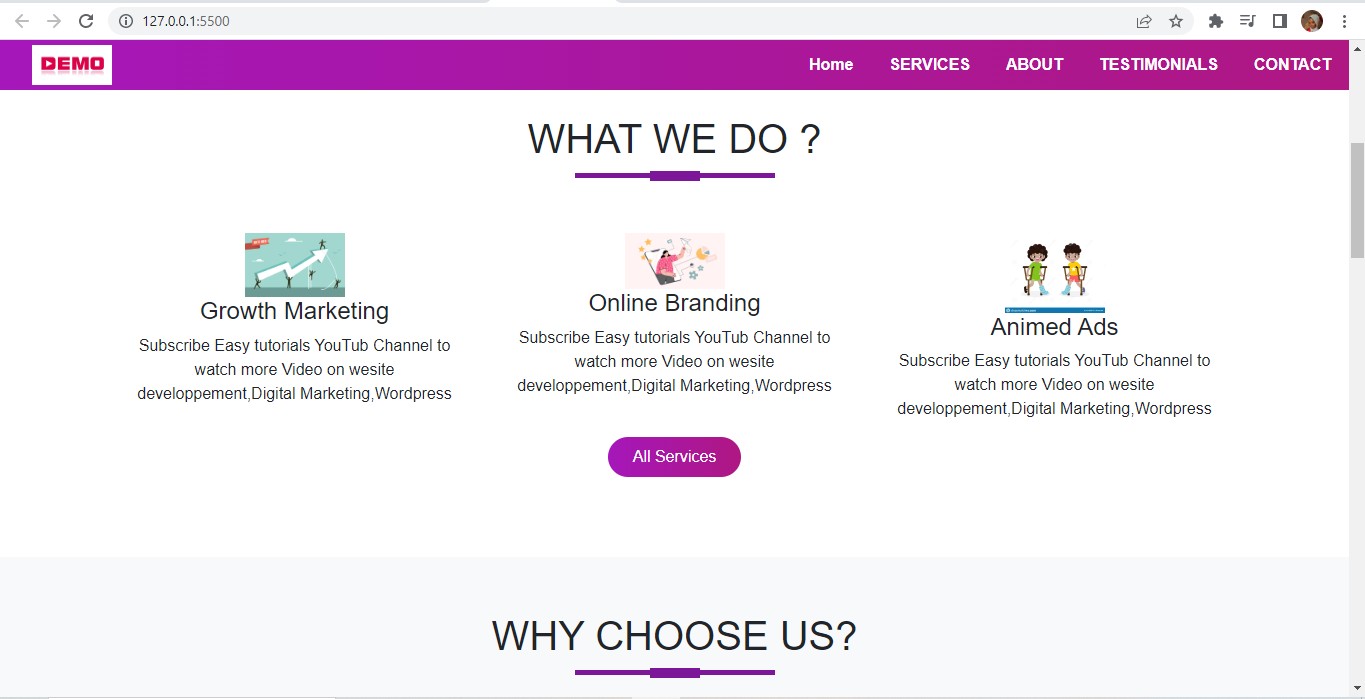 127.0.0.1:5500
DEMO
Home SERVICES ABOUT TESTIMONIALS CONTACT
WHAT WE DO ?
Growth Marketing
Subscribe Easy tutorials YouTub Channel to
watch more Video on wesite
developpement,Digital Marketing,Wordpress
Online Branding
Subscribe Easy tutorials YouTub Channel to
watch more Video on wesite
developpement,Digital Marketing,Wordpress
Animed Ads
Subscribe Easy tutorials YouTub Channel to
watch more Video on wesite
developpement,Digital Marketing,Wordpress
All Services
WHY CHOOSE US?